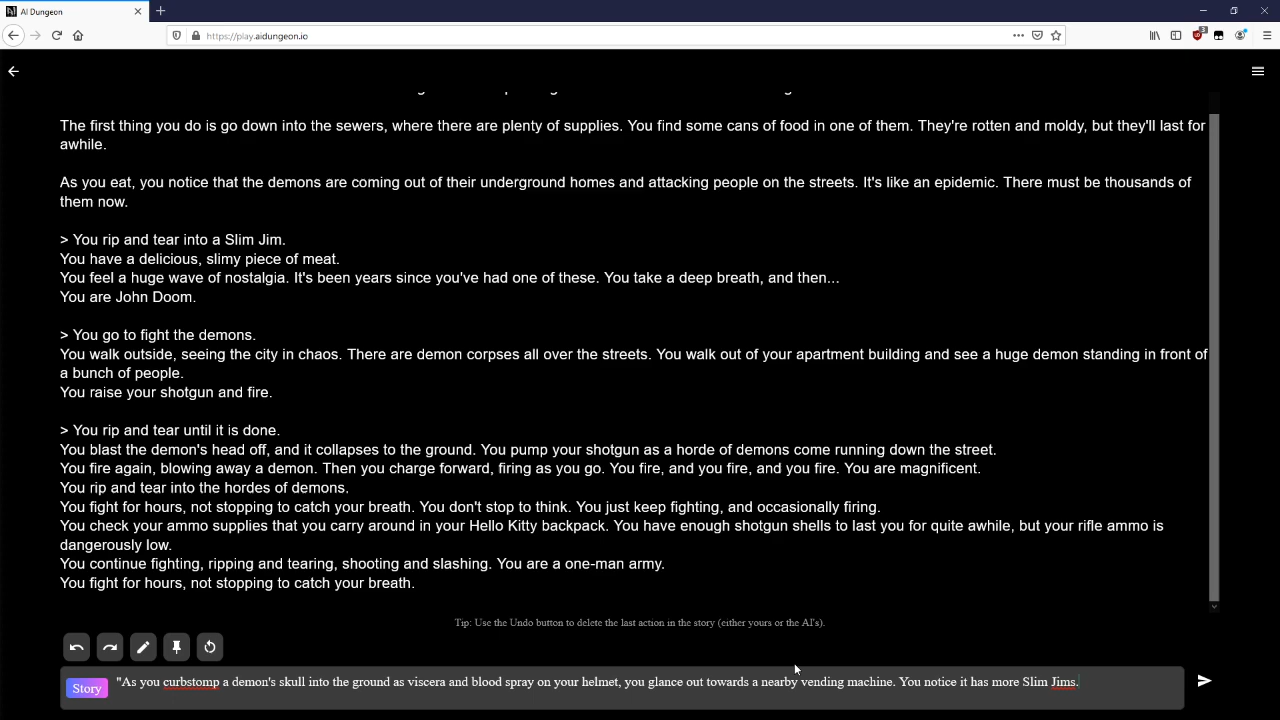 AI Dungeon
https://play.aidungeon.io
The first thing you do is go down into the sewers, where there are plenty of supplies. You find some cans of food in one of them. They're rotten and moldy, but they'll last for
awhile.
As you eat, you notice that the demons are coming out of their underground homes and attacking people on the streets. It's like an epidemic. There must be thousands of
them now.
> You rip and tear into a Slim Jim.
You have a delicious, slimy piece of meat.
You feel a huge wave of nostalgia. It's been years since you've had one of these. You take a deep breath, and then...
You are John Doom.
> You go to fight the demons.
You walk outside, seeing the city in chaos. There are demon corpses all over the streets. You walk out of your apartment building and see a huge demon standing in front of
a bunch of people.
You raise your shotgun and fire.
> You rip and tear until it is done.
You blast the demon's head off, and it collapses to the ground. You pump your shotgun as a horde of demons come running down the street.
You fire again, blowing away a demon. Then you charge forward, firing as you go. You fire, and you fire, and you fire. You are magnificent.
You rip and tear into the hordes of demons.
You fight for hours, not stopping to catch your breath. You don't stop to think. You just keep fighting, and occasionally firing.
You check your ammo supplies that you carry around in your Hello Kitty backpack. You have enough shotgun shells to last you for quite awhile, but your rifle ammo is
dangerously low.
You continue fighting, ripping and tearing, shooting and slashing. You are a one-man army.
You fight for hours, not stopping to catch your breath.
Tip: Use the Undo button to delete the last action in the story (either yours or the AI's).
Story "As you curbstomp a demon's skull into the ground as viscera and blood spray on your helmet, you glance out towards a nearby vending machine. You notice it has more Slim Jims.